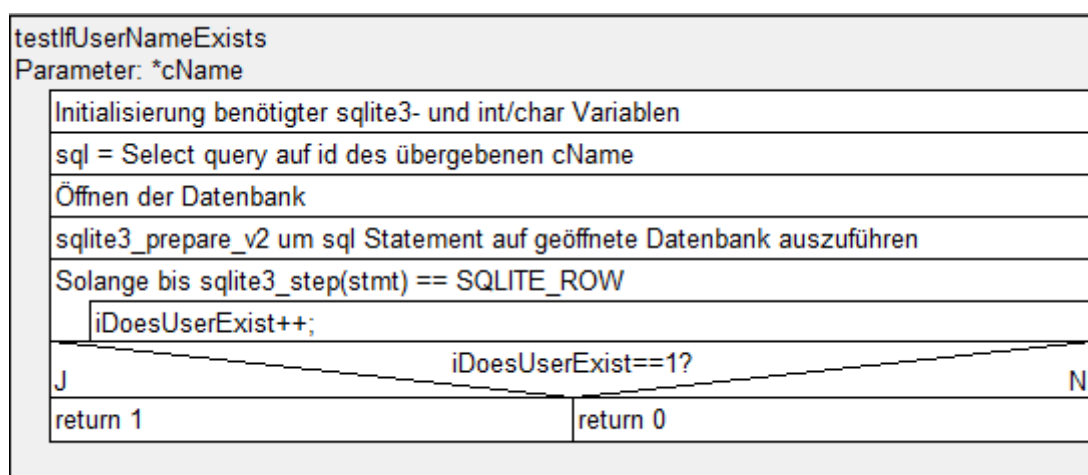 testIfUserNameExists
Parameter: *cName
Initialisierung benötigter sqlite3- und int/char Variablen
sql = Select query auf id des übergebenen cName
Öffnen der Datenbank
sqlite3_prepare_v2 um sql Statement auf geöffnete Datenbank auszuführen
Solange bis sqlite3_step(stmt) == SQLITE_ROW
iDoesUserExist++;
iDoesUserExist==1?
J
N
return 1
return 0